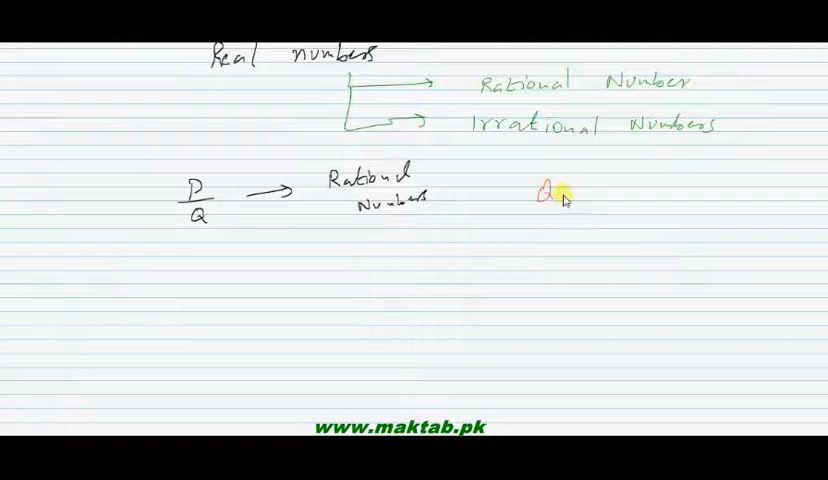 Real numbers
Rational Number
Irrational Numbers
P
Q
Rational
Numbers
Q
www.maktab.pk